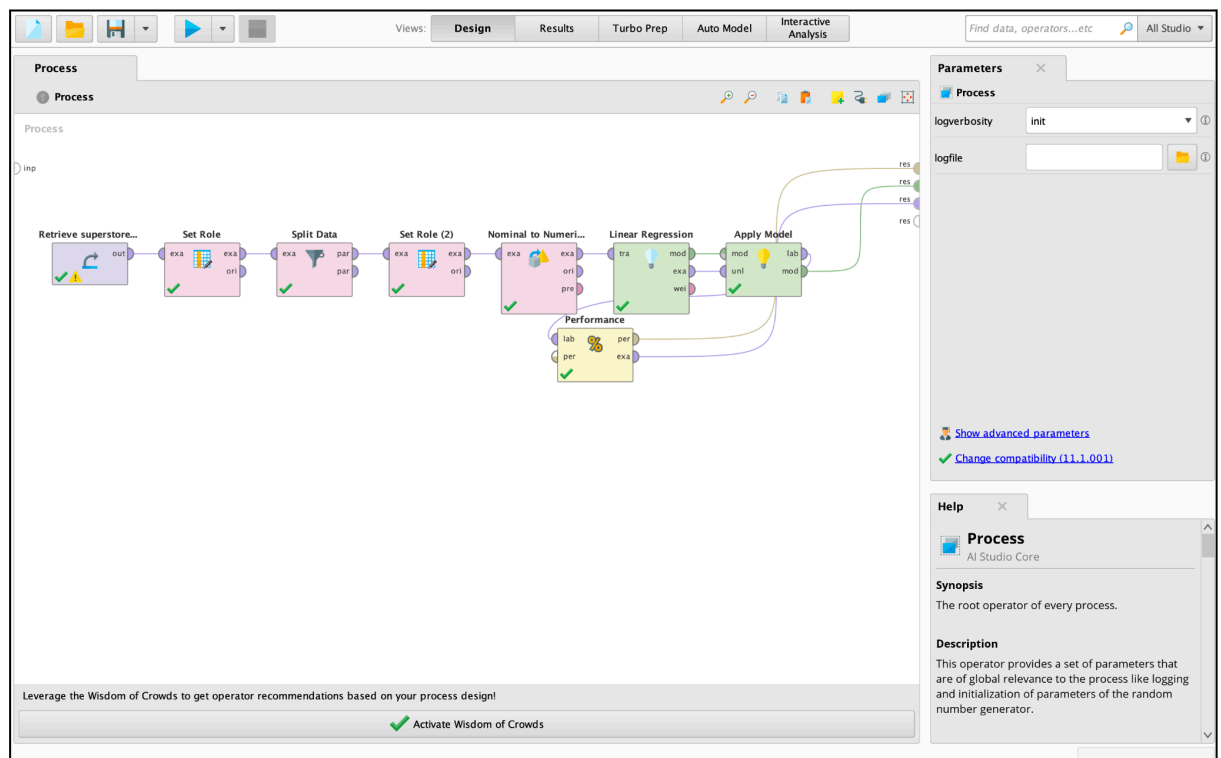 Views:
Design
Results
Turbo Prep
Auto Model
Interactive
Analysis
Find data, operators...etc
All Studio
Process
Process
Process
inp
res
res
res
res
Retrieve superstore...
out
Set Role
exa
exa
ori
Split Data
exa
par
par
Set Role (2)
exa
exa
ori
Nominal to Numeri...
exa
exa
ori
pre
Linear Regression
tra
mod
exa
wei
Apply Model
mod
lab
unl
mod
Performance
lab
%
per
per
exa
Leverage the Wisdom of Crowds to get operator recommendations based on your process design!
Activate Wisdom of Crowds
Parameters
Process
logverbosity
init
logfile
Show advanced parameters
Change compatibility (11.1.001)
Help
Process
AI Studio Core
Synopsis
The root operator of every process.
Description
This operator provides a set of parameters that
are of global relevance to the process like logging
and initialization of parameters of the random
number generator.